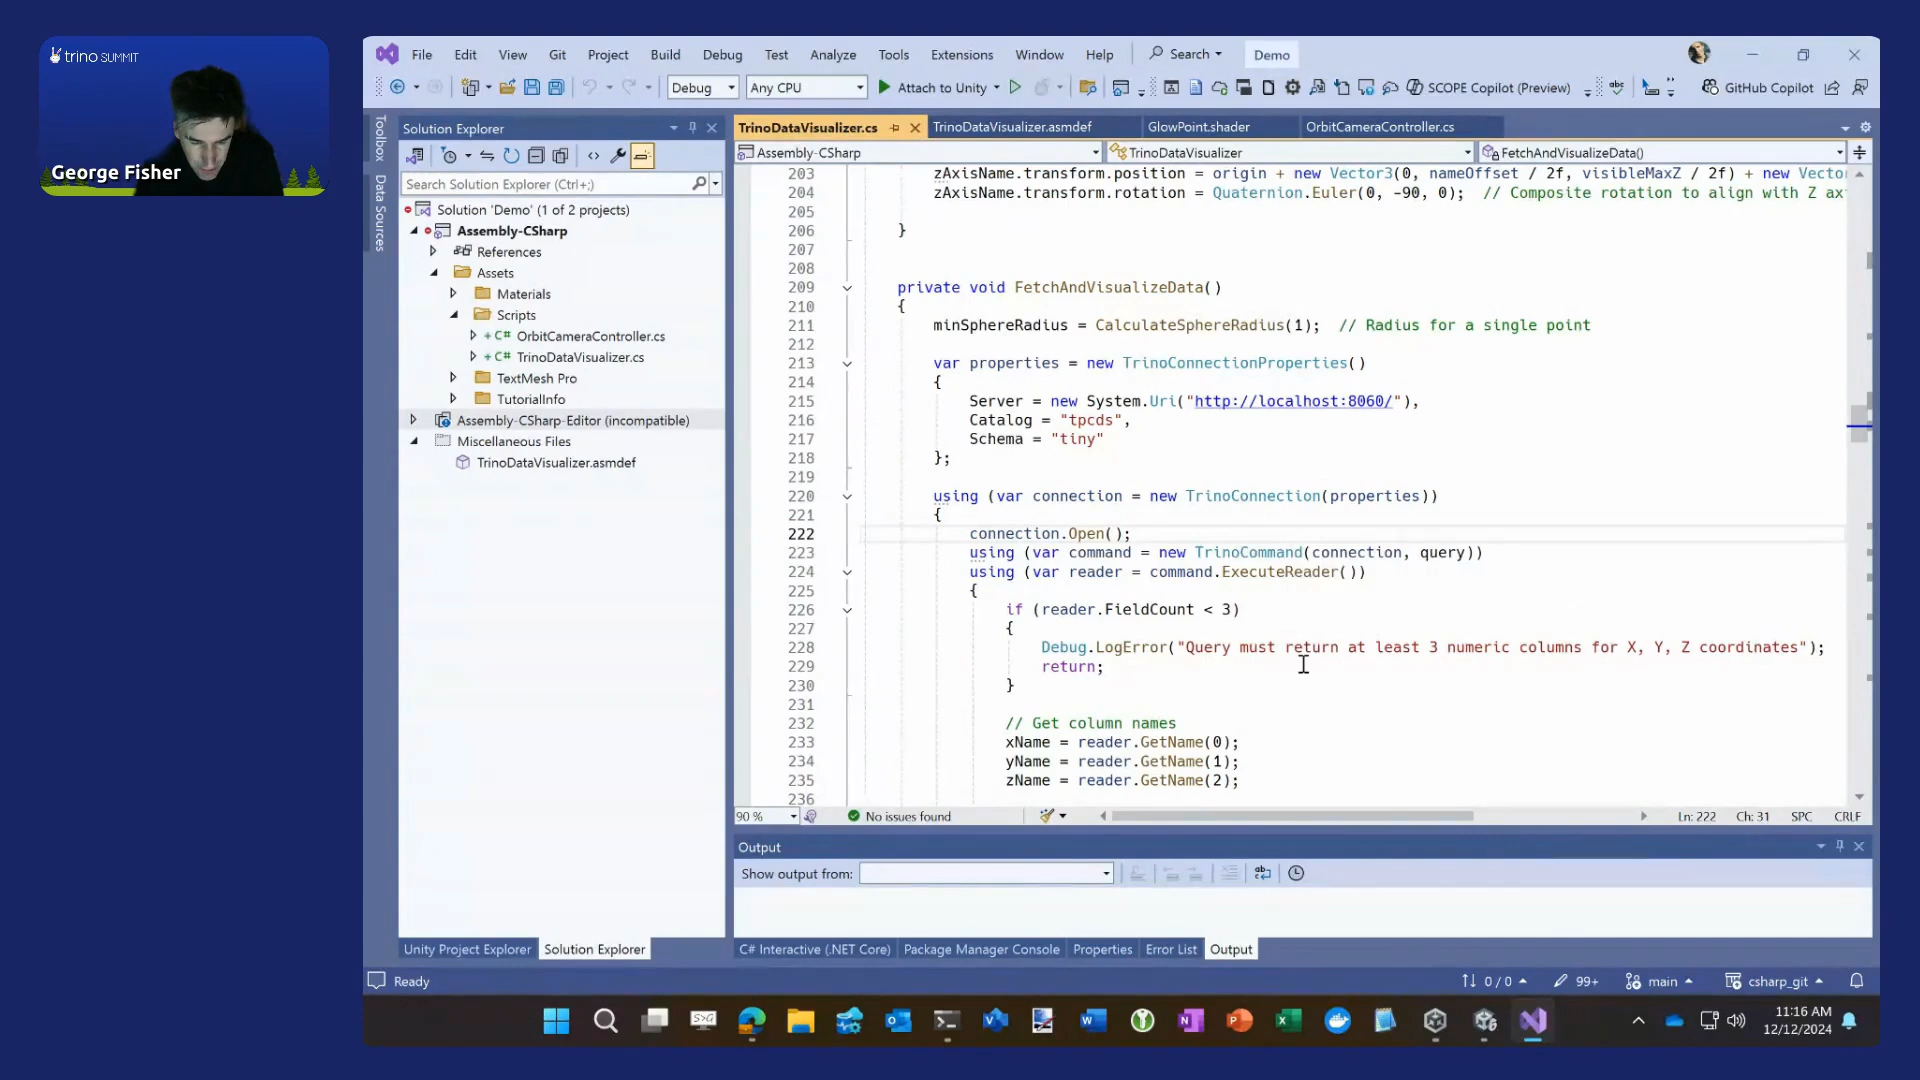 trino SUMMIT
George Fisher
File Edit View Git Project Build Debug Test Analyze Tools Extensions Window Help Search Demo
Debug Any CPU Attach to Unity SCOPE Copilot (Preview) GitHub Copilot
Toolbox
Data Sources
Solution Explorer
Search Solution Explorer (Ctrl+;)
Solution 'Demo' (1 of 2 projects)
Assembly-CSharp
References
Assets
Materials
Scripts
C# OrbitCameraController.cs
C# TrinoDataVisualizer.cs
TextMesh Pro
TutorialInfo
Assembly-CSharp-Editor (incompatible)
Miscellaneous Files
TrinoDataVisualizer.asmdef
Unity Project Explorer Solution Explorer
TrinoDataVisualizer.cs TrinoDataVisualizer.asmdef GlowPoint.shader OrbitCameraController.cs
Assembly-CSharp TrinoDataVisualizer FetchAndVisualizeData()
203 zAxisName.transform.position = origin + new Vector3(0, nameOffset / 2f, visibleMaxZ / 2f) + new Vecto
204 zAxisName.transform.rotation = Quaternion.Euler(0, -90, 0); // Composite rotation to align with Z ax
205
206 }
207
208
209 private void FetchAndVisualizeData()
210 {
211 minSphereRadius = CalculateSphereRadius(1); // Radius for a single point
212
213 var properties = new TrinoConnectionProperties()
214 {
215 Server = new System.Uri("http://localhost:8060/"),
216 Catalog = "tpcds",
217 Schema = "tiny"
218 };
219
220 using (var connection = new TrinoConnection(properties))
221 {
222 connection.Open();
223 using (var command = new TrinoCommand(connection, query))
224 using (var reader = command.ExecuteReader())
225 {
226 if (reader.FieldCount < 3)
227 {
228 Debug.LogError("Query must return at least 3 numeric columns for X, Y, Z coordinates");
229 return;
230 }
231
232 // Get column names
233 xName = reader.GetName(0);
234 yName = reader.GetName(1);
235 zName = reader.GetName(2);
236
90 % No issues found Ln: 222 Ch: 31 SPC CRLF
Output
Show output from:
C# Interactive (.NET Core) Package Manager Console Properties Error List Output
Ready 0 / 0 99+ main csharp_git
11:16 AM
12/12/2024